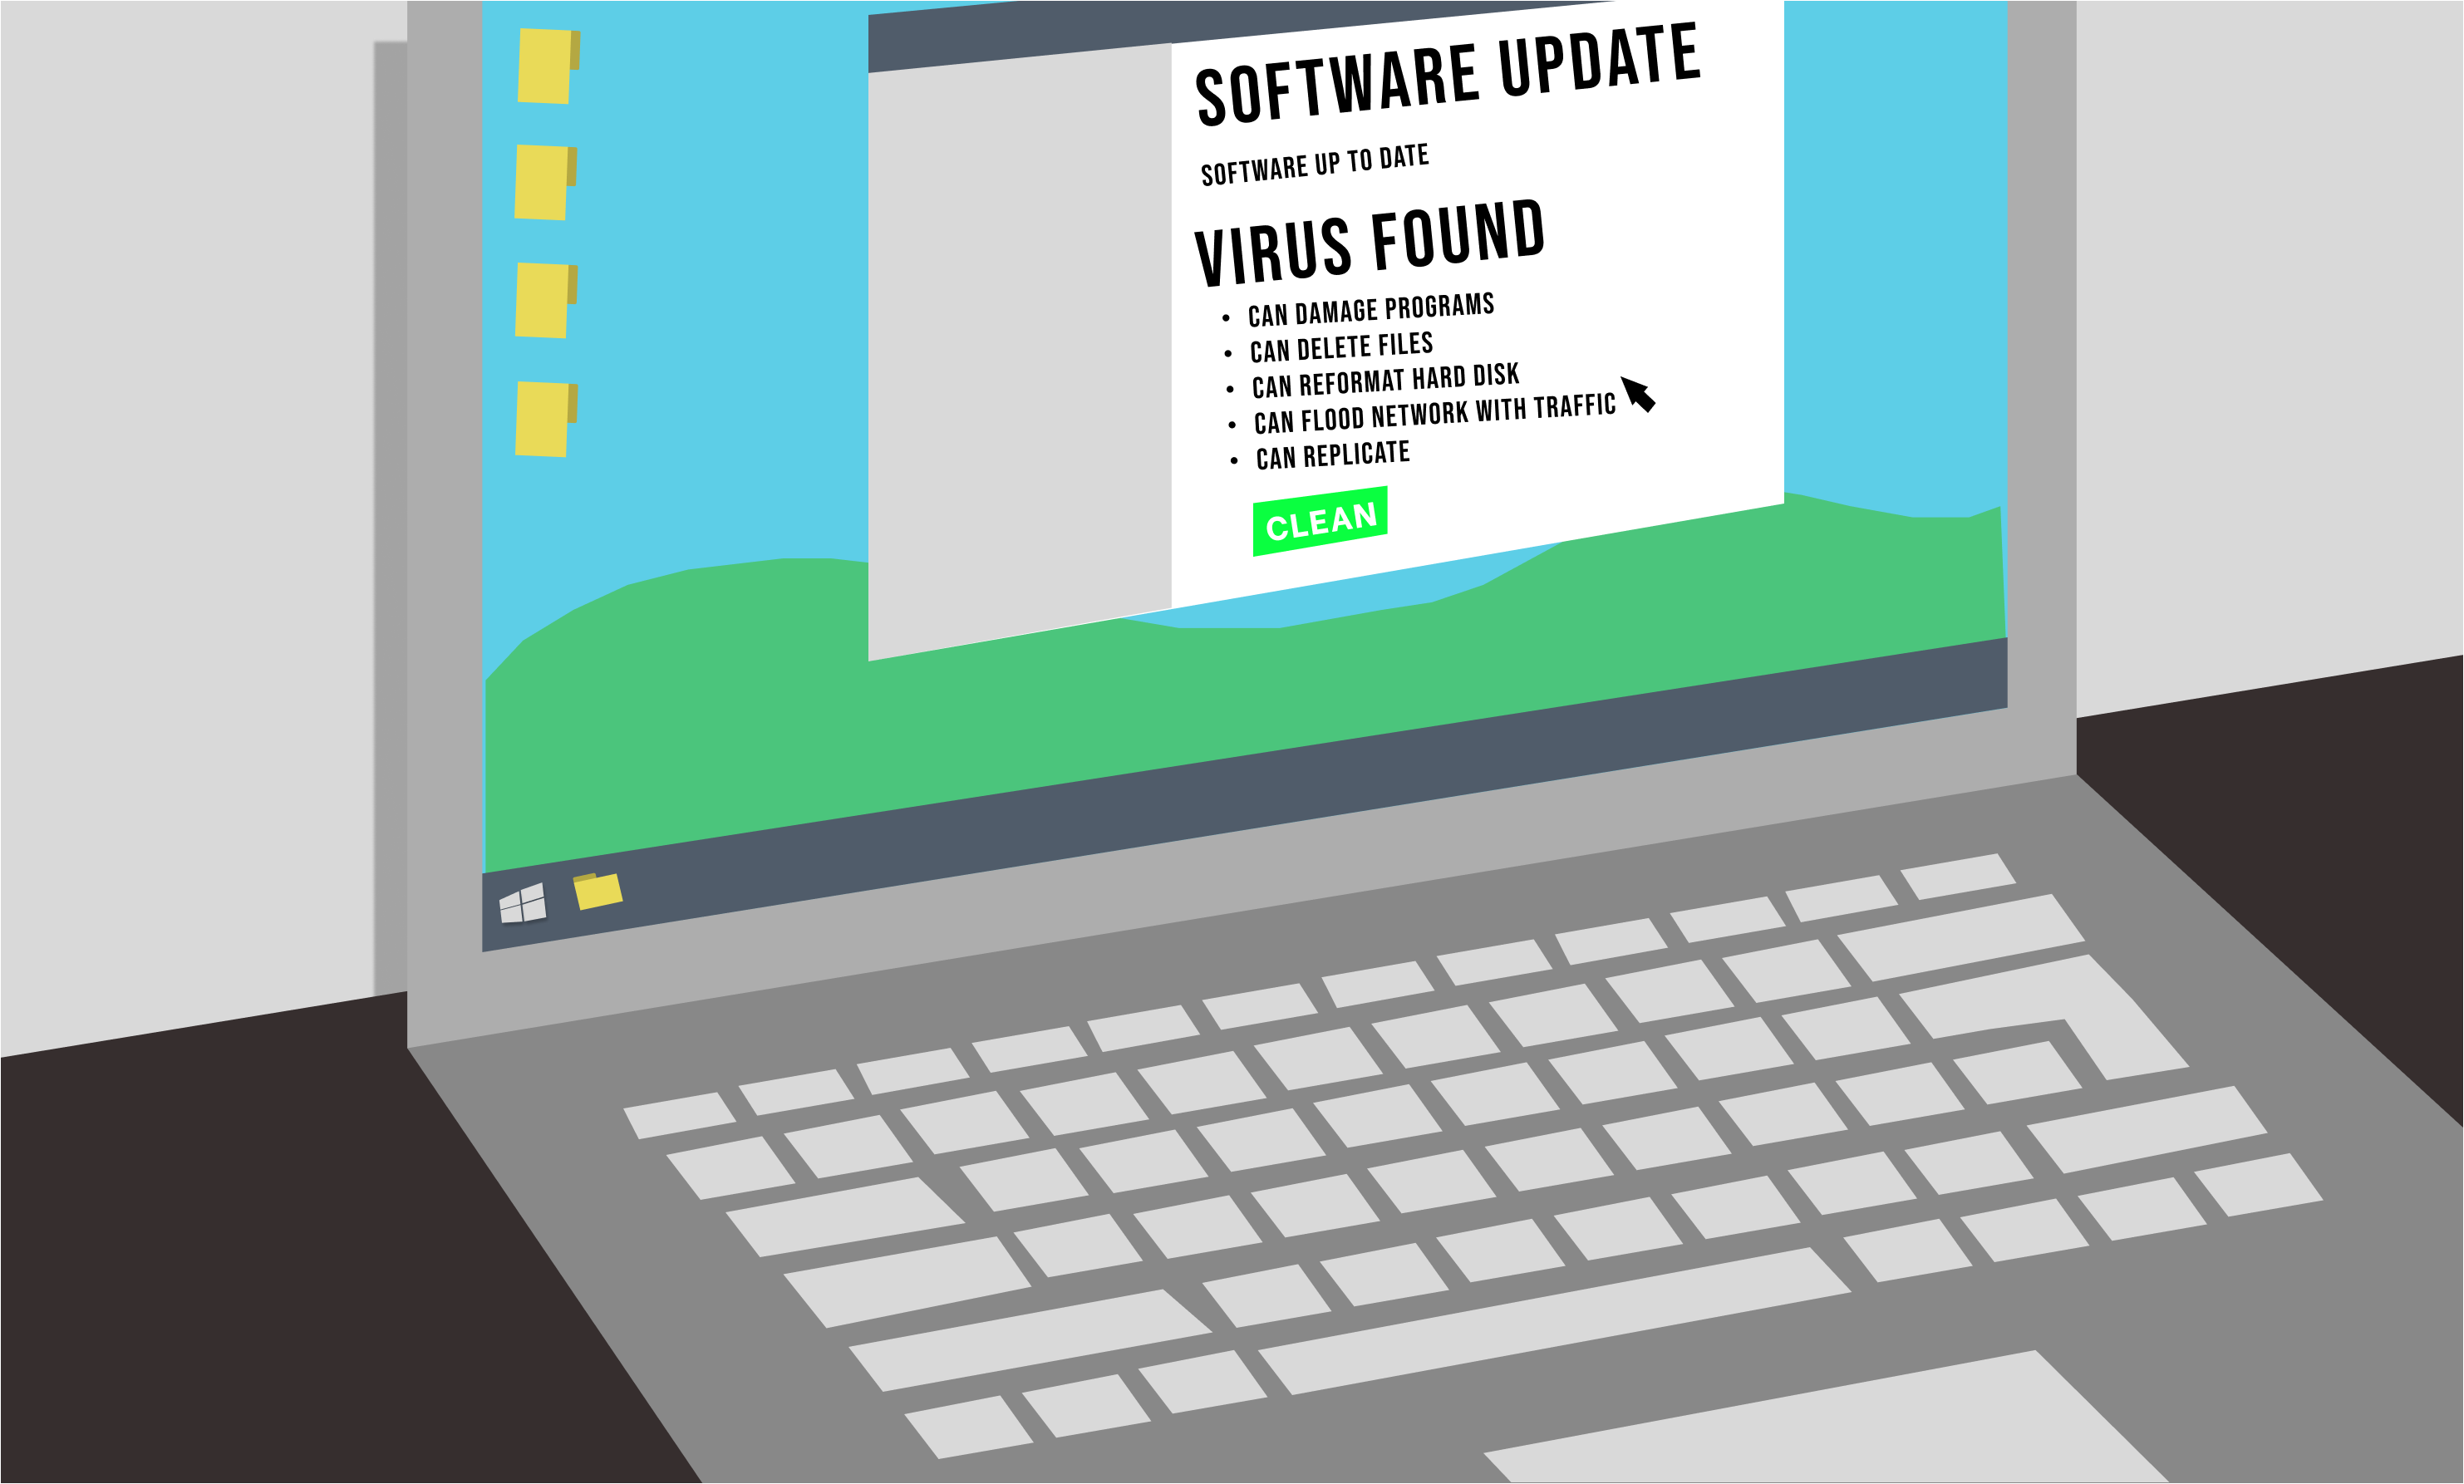 SOFTWARE UPDATE
SOFTWARE UP TO DATE
VIRUS FOUND
• CAN DAMAGE PROGRAMS
• CAN DELETE FILES
• CAN REFORMAT HARD DISK
• CAN FLOOD NETWORK WITH TRAFFIC
• CAN REPLICATE
CLEAN